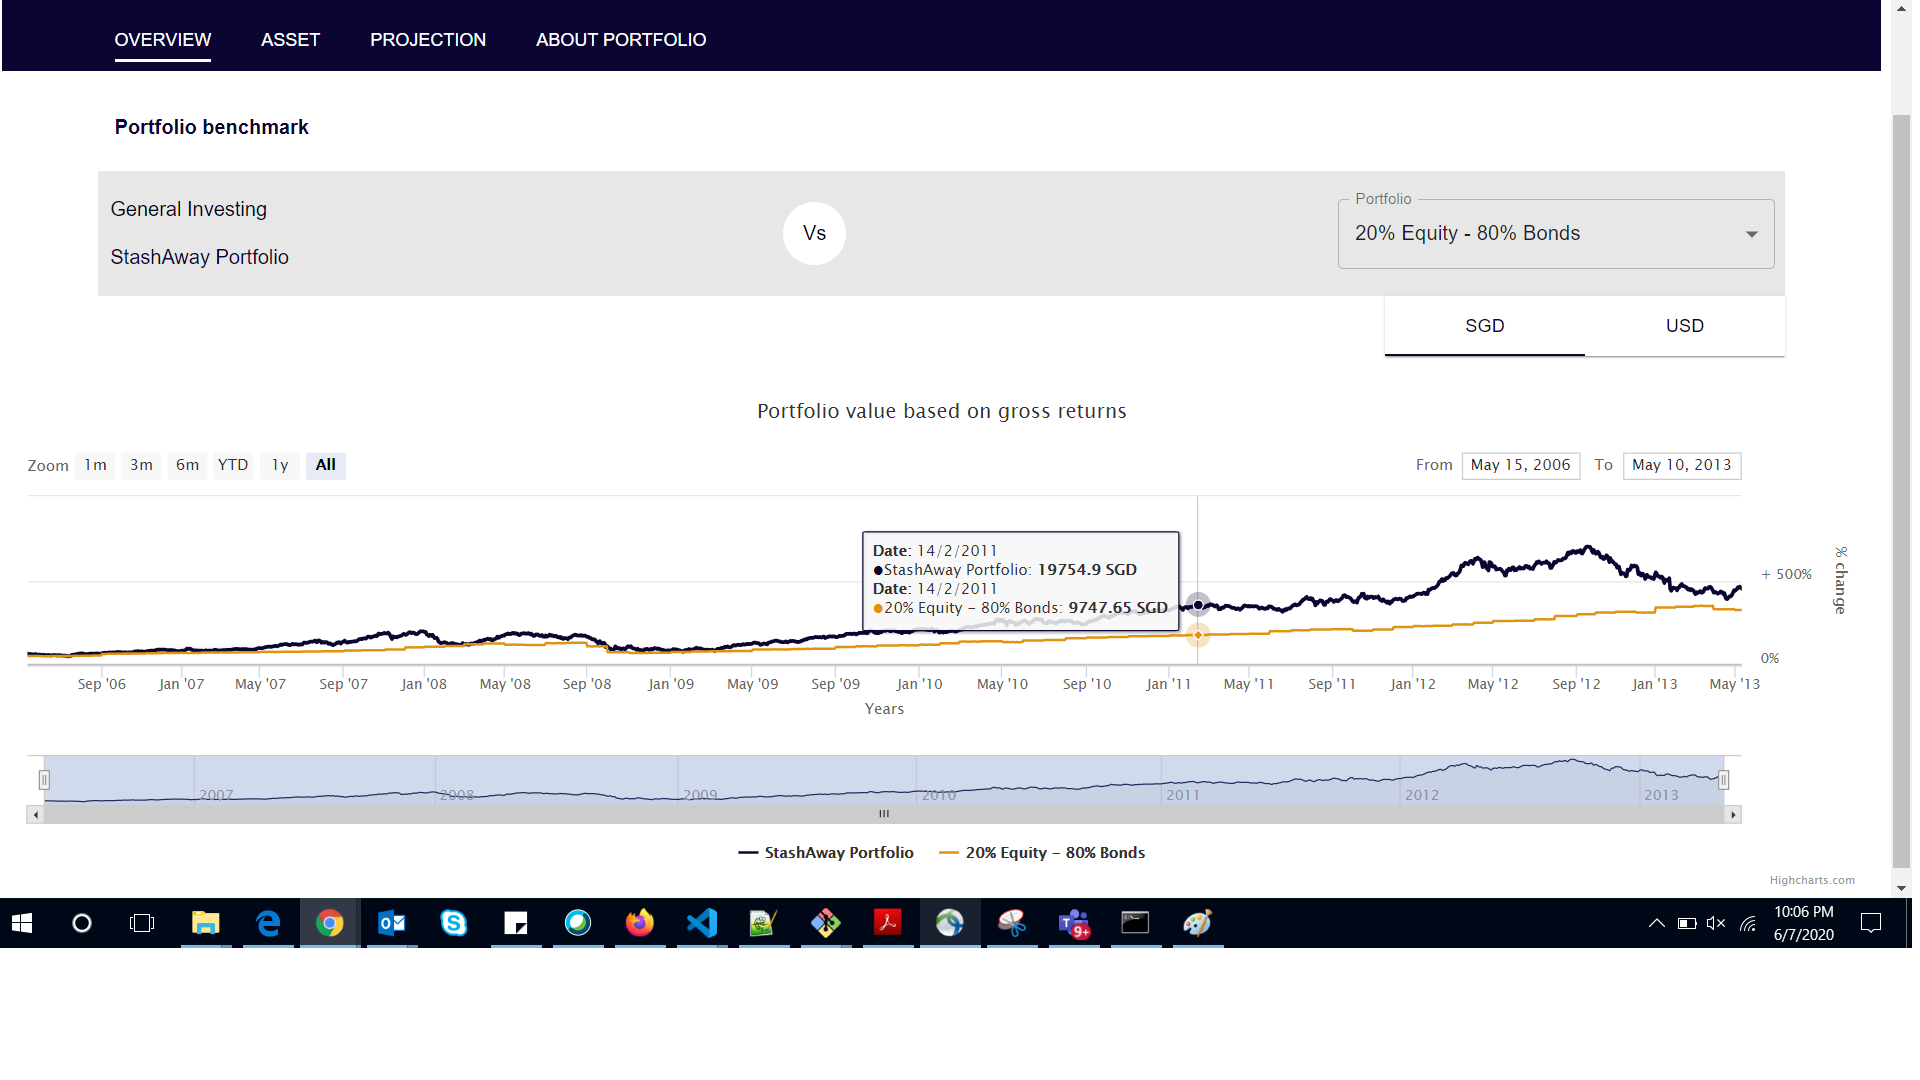 OVERVIEW ASSET PROJECTION ABOUT PORTFOLIO
Portfolio benchmark
General Investing
StashAway Portfolio
Vs
Portfolio
20% Equity - 80% Bonds
SGD USD
Portfolio value based on gross returns
Zoom 1m 3m 6m YTD 1y All
From May 15, 2006 To May 10, 2013
Date: 14/2/2011
●StashAway Portfolio: 19754.9 SGD
Date: 14/2/2011
●20% Equity - 80% Bonds: 9747.65 SGD
+ 500%
0%
% change
Sep '06 Jan '07 May '07 Sep '07 Jan '08 May '08 Sep '08 Jan '09 May '09 Sep '09 Jan '10 May '10 Sep '10 Jan '11 May '11 Sep '11 Jan '12 May '12 Sep '12 Jan '13 May '13
Years
2007 2008 2009 2010 2011 2012 2013
StashAway Portfolio 20% Equity - 80% Bonds
Highcharts.com
9+
10:06 PM
6/7/2020